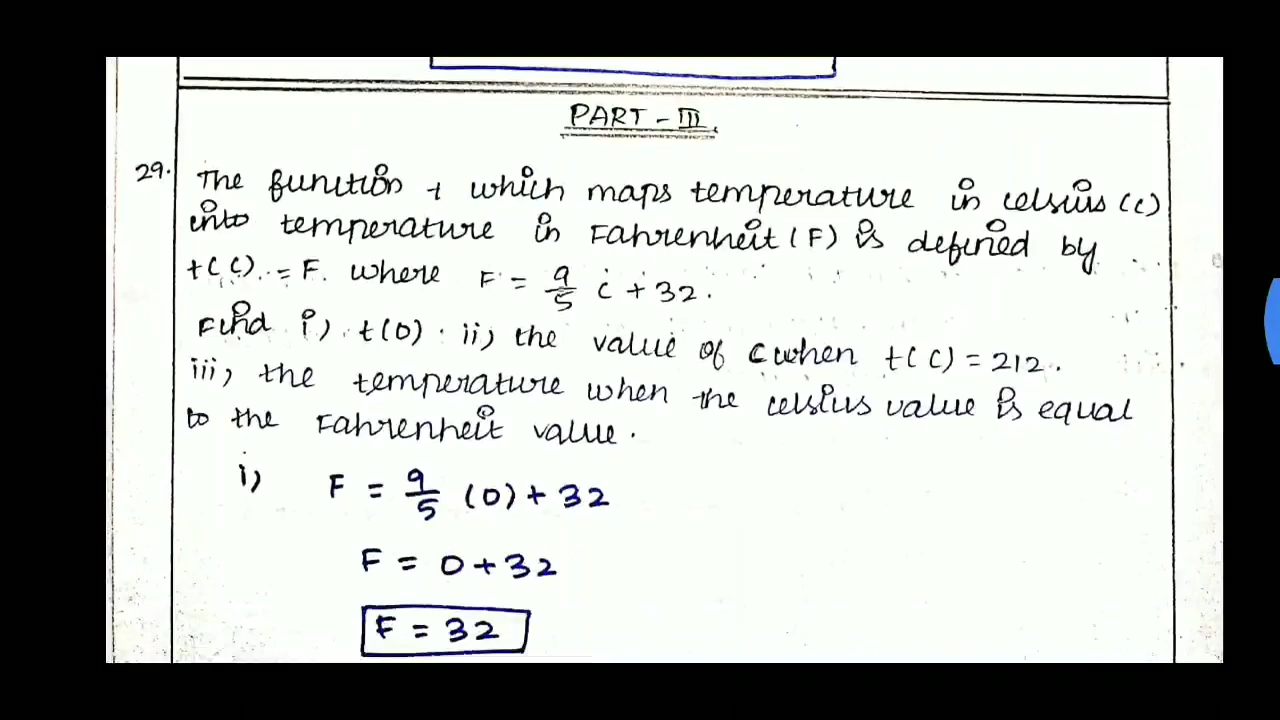 PART - III
29. The function t which maps temperature in celsius (c)
into temperature in Fahrenheit (F) is defined by
t(C) = F. where F = 9/5 c + 32.
Find i) t(0). ii) the value of c when t(C) = 212.
iii) the temperature when the celsius value is equal
to the Fahrenheit value.
i) F = 9/5 (0) + 32
F = 0 + 32
F = 32